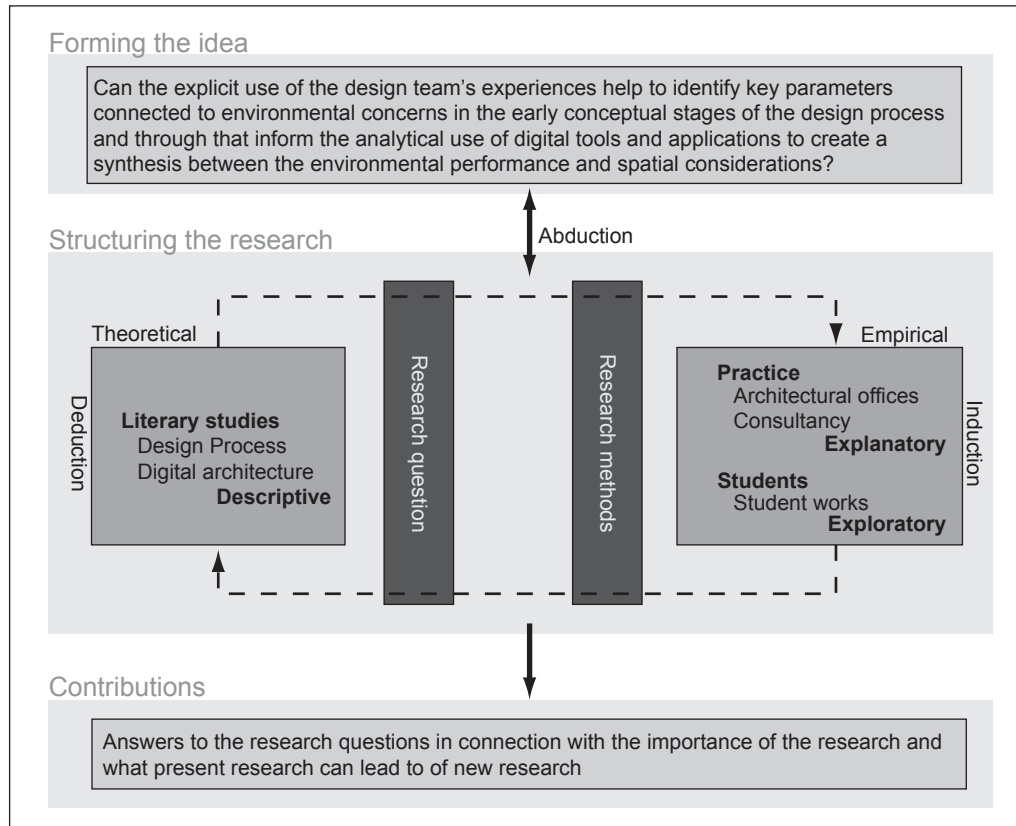 Forming the idea
Can the explicit use of the design team's experiences help to identify key parameters
connected to environmental concerns in the early conceptual stages of the design process
and through that inform the analytical use of digital tools and applications to create a
synthesis between the environmental performance and spatial considerations?
Abduction
Structuring the research
Theoretical
Deduction
Literary studies
Design Process
Digital architecture
Descriptive
Research question
Research methods
Empirical
Practice
Architectural offices
Consultancy
Explanatory
Students
Student works
Exploratory
Induction
Contributions
Answers to the research questions in connection with the importance of the research and
what present research can lead to of new research